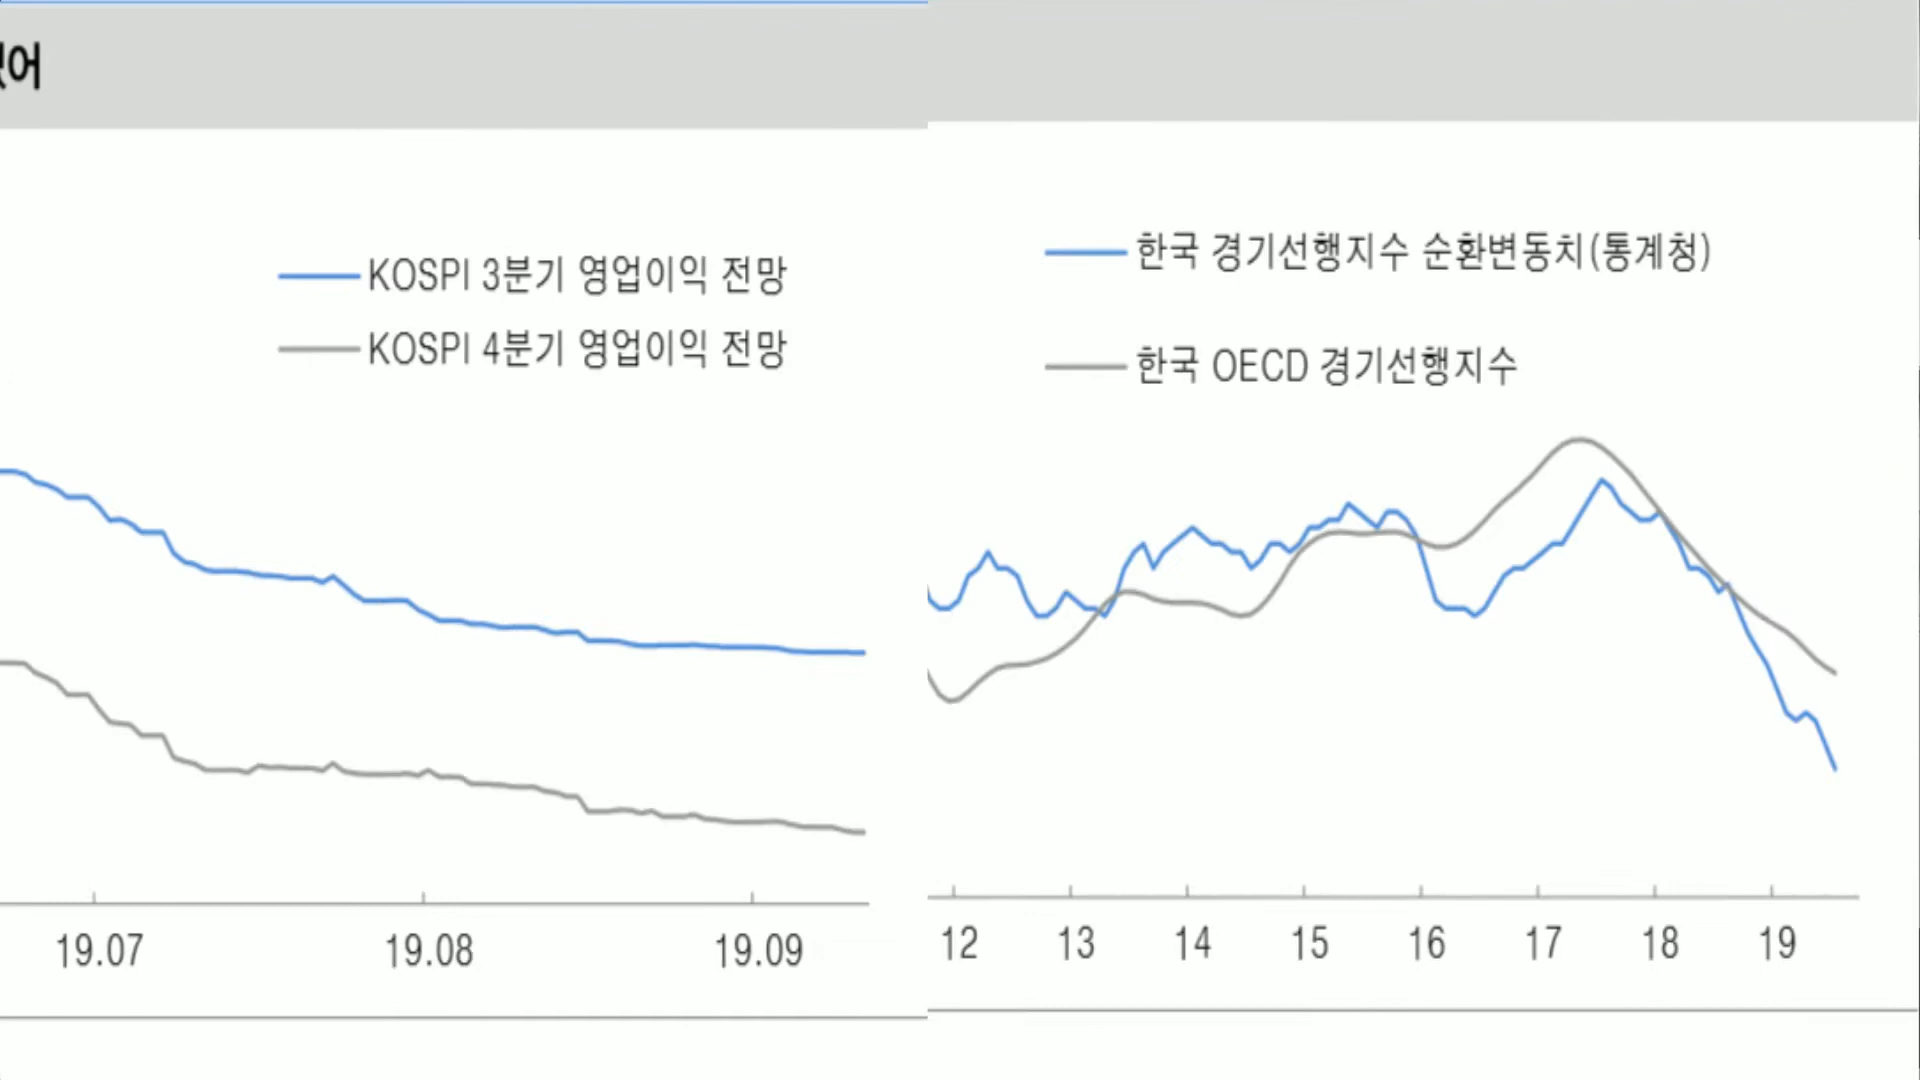 KOSPI 3분기 영업이익 전망
KOSPI 4분기 영업이익 전망
19.07 19.08 19.09
한국 경기선행지수 순환변동치(통계청)
한국 OECD 경기선행지수
12 13 14 15 16 17 18 19